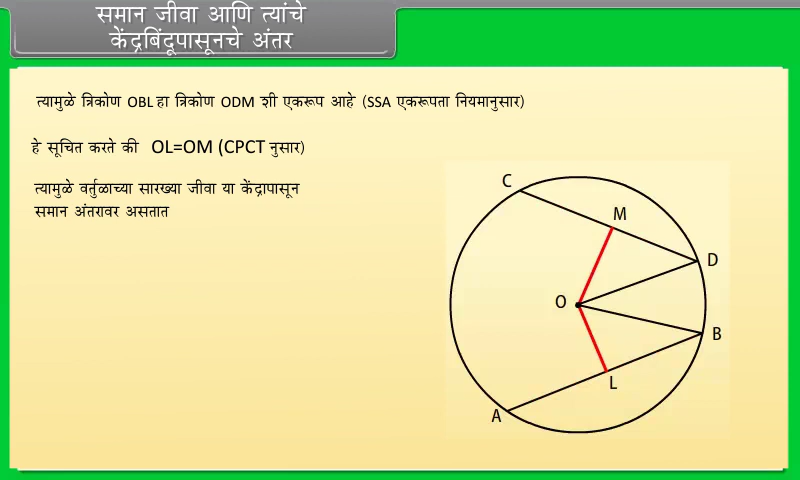 समान जीवा आणि त्यांचे
केंद्रबिंदूपासूनचे अंतर
त्यामुळे त्रिकोण OBL हा त्रिकोण ODM शी एकरूप आहे (SSA एकरूपता नियमानुसार)
हे सूचित करते की OL=OM (CPCT नुसार)
त्यामुळे वर्तुळाच्या सारख्या जीवा या केंद्रापासून
समान अंतरावर असतात
C
M
D
O
B
L
A